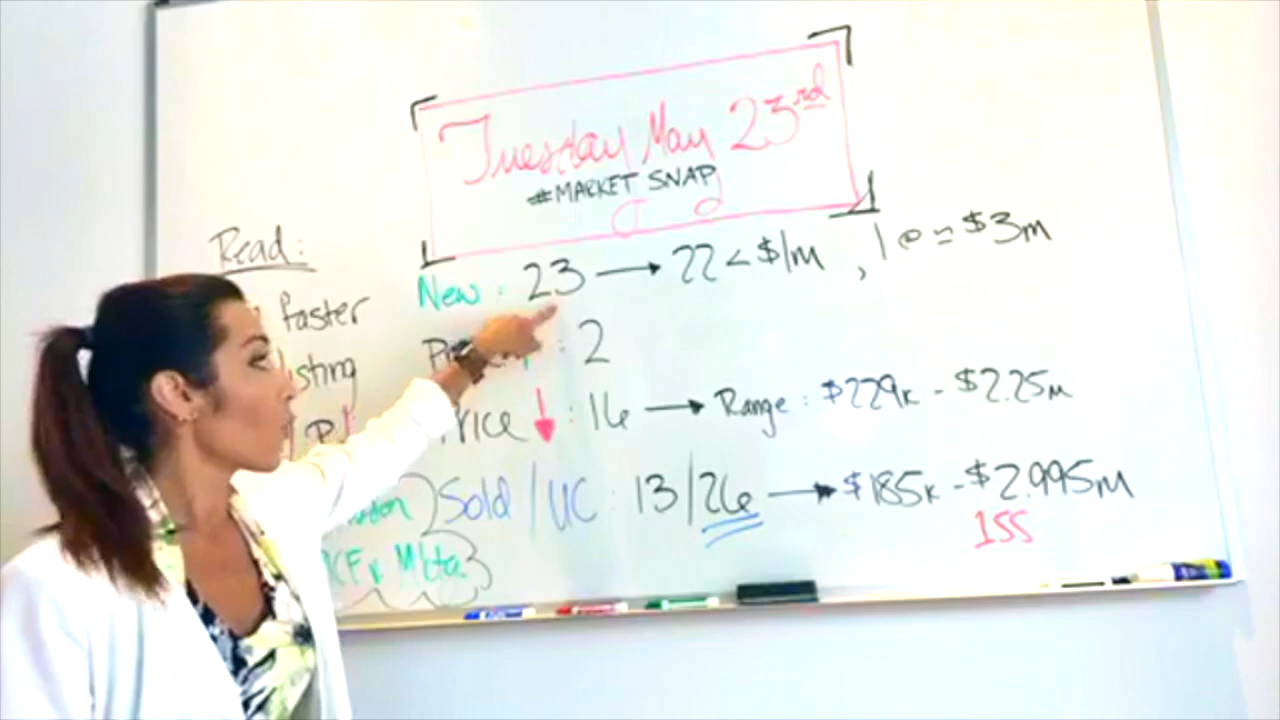 Tuesday May 23rd
#MARKET SNAP
Read:
faster
New: 23 → 22 < $1m, 1 @ ≈ $3m
: 2
Price ↓: 16 → Range: $229k - $2.25m
Sold / UC: 13/26 → $185k - $2.995m
155